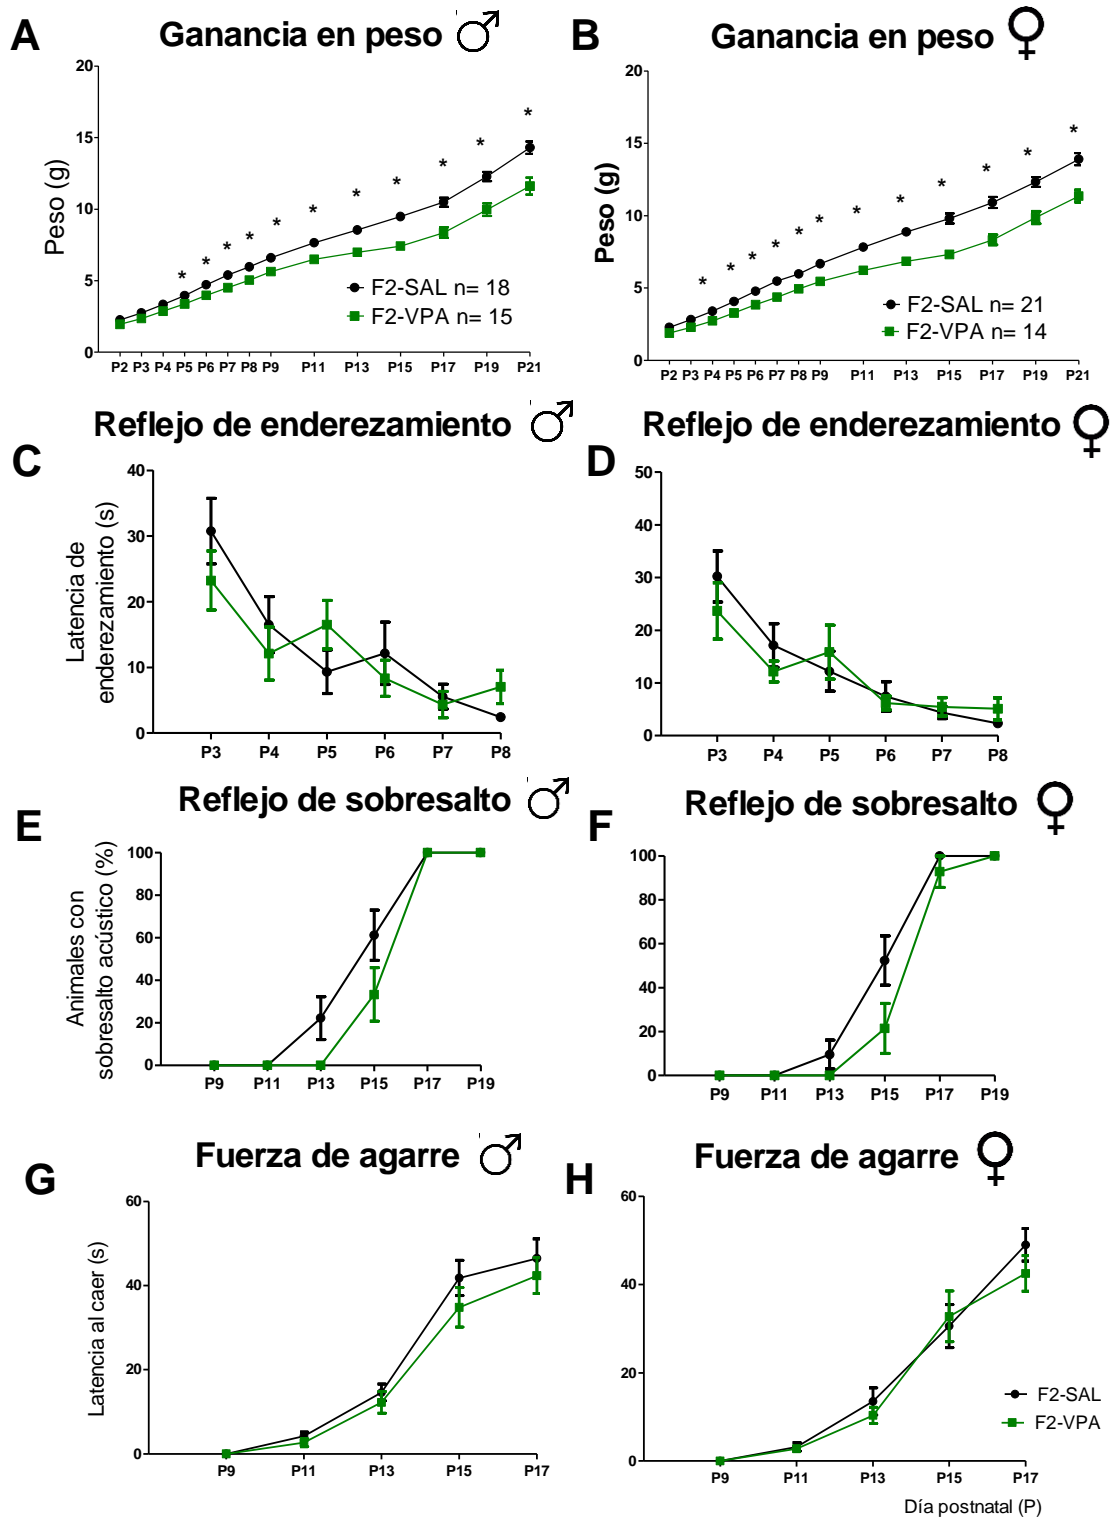 A
Ganancia en peso ♂
Peso (g)
20
15
10
5
0
* * * * * * * * * * *
F2-SAL n= 18
F2-VPA n= 15
P2 P3 P4 P5 P6 P7 P8 P9 P11 P13 P15 P17 P19 P21
B
Ganancia en peso ♀
Peso (g)
20
15
10
5
0
* * * * * * * * * * * *
F2-SAL n= 21
F2-VPA n= 14
P2 P3 P4 P5 P6 P7 P8 P9 P11 P13 P15 P17 P19 P21
C
Reflejo de enderezamiento ♂
Latencia de
enderezamiento (s)
40
30
20
10
0
P3 P4 P5 P6 P7 P8
D
Reflejo de enderezamiento ♀
50
40
30
20
10
0
P3 P4 P5 P6 P7 P8
E
Reflejo de sobresalto ♂
Animales con
sobresalto acústico (%)
100
80
60
40
20
0
P9 P11 P13 P15 P17 P19
F
Reflejo de sobresalto ♀
100
80
60
40
20
0
P9 P11 P13 P15 P17 P19
G
Fuerza de agarre ♂
Latencia al caer (s)
60
40
20
0
P9 P11 P13 P15 P17
H
Fuerza de agarre ♀
60
40
20
0
F2-SAL
F2-VPA
P9 P11 P13 P15 P17
Día postnatal (P)